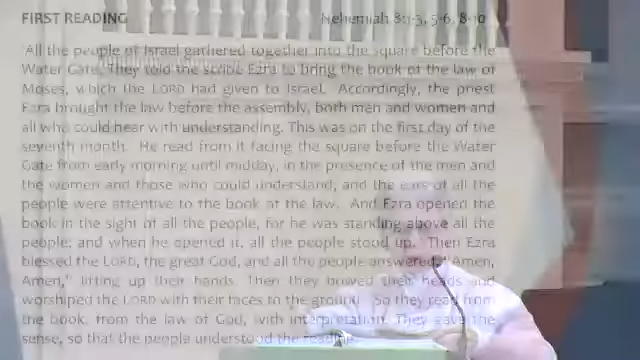 FIRST READING Nehemiah 8:1-3, 5-6, 8-10
All the people of Israel gathered together into the square before the
Water Gate. They told the scribe Ezra to bring the book of the law of
Moses, which the LORD had given to Israel. Accordingly, the priest
Ezra brought the law before the assembly, both men and women and
all who could hear with understanding. This was on the first day of the
seventh month. He read from it facing the square before the Water
Gate from early morning until midday, in the presence of the men and
the women and those who could understand; and the ears of all the
people were attentive to the book of the law. And Ezra opened the
book in the sight of all the people, for he was standing above all the
people; and when he opened it, all the people stood up. Then Ezra
blessed the LORD, the great God, and all the people answered, "Amen,
Amen," lifting up their hands. Then they bowed their heads and
worshiped the LORD with their faces to the ground. So they read from
the book, from the law of God, with interpretation. They gave the
sense, so that the people understood the reading.